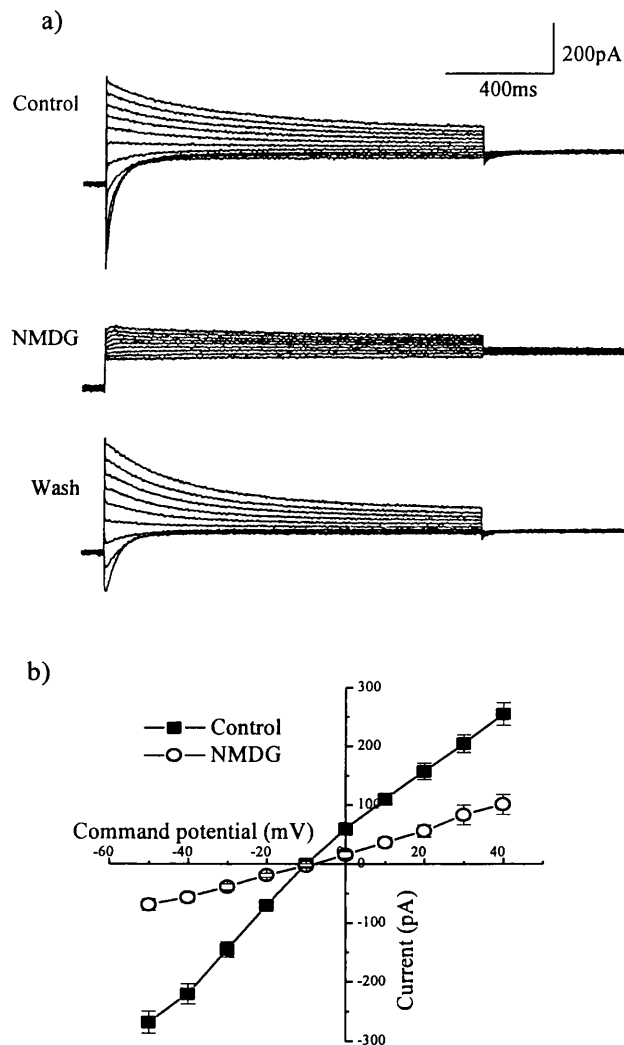 a)
200pA
400ms
Control
NMDG
Wash
b)
Control
NMDG
Command potential (mV)
Current (pA)
-60
-40
-20
0
20
40
300
200
100
0
-100
-200
-300